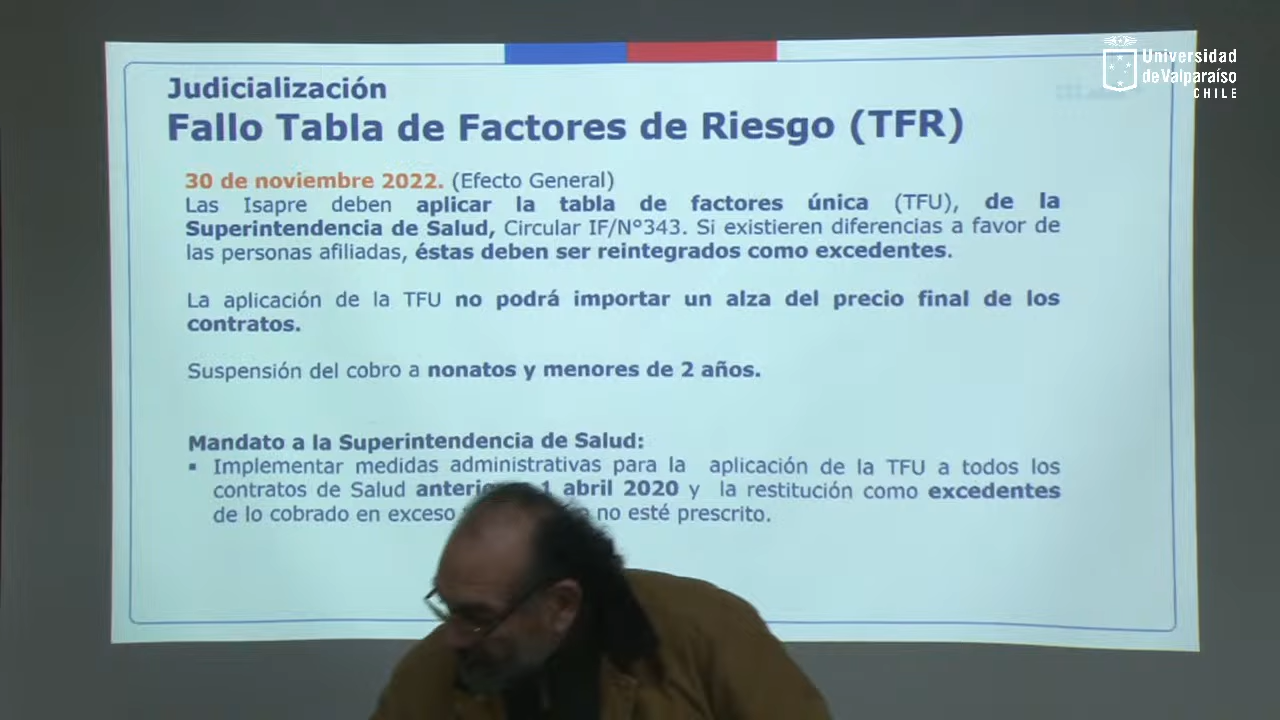 Judicialización
Fallo Tabla de Factores de Riesgo (TFR)
30 de noviembre 2022. (Efecto General)
Las Isapre deben aplicar la tabla de factores única (TFU), de la
Superintendencia de Salud, Circular IF/N°343. Si existieren diferencias a favor de
las personas afiliadas, éstas deben ser reintegrados como excedentes.
La aplicación de la TFU no podrá importar un alza del precio final de los
contratos.
Suspensión del cobro a nonatos y menores de 2 años.
Mandato a la Superintendencia de Salud:
▪ Implementar medidas administrativas para la aplicación de la TFU a todos los
contratos de Salud 1 abril 2020 y la restitución como excedentes
de lo cobrado en exceso no esté prescrito.
Universidad
de Valparaíso
CHILE